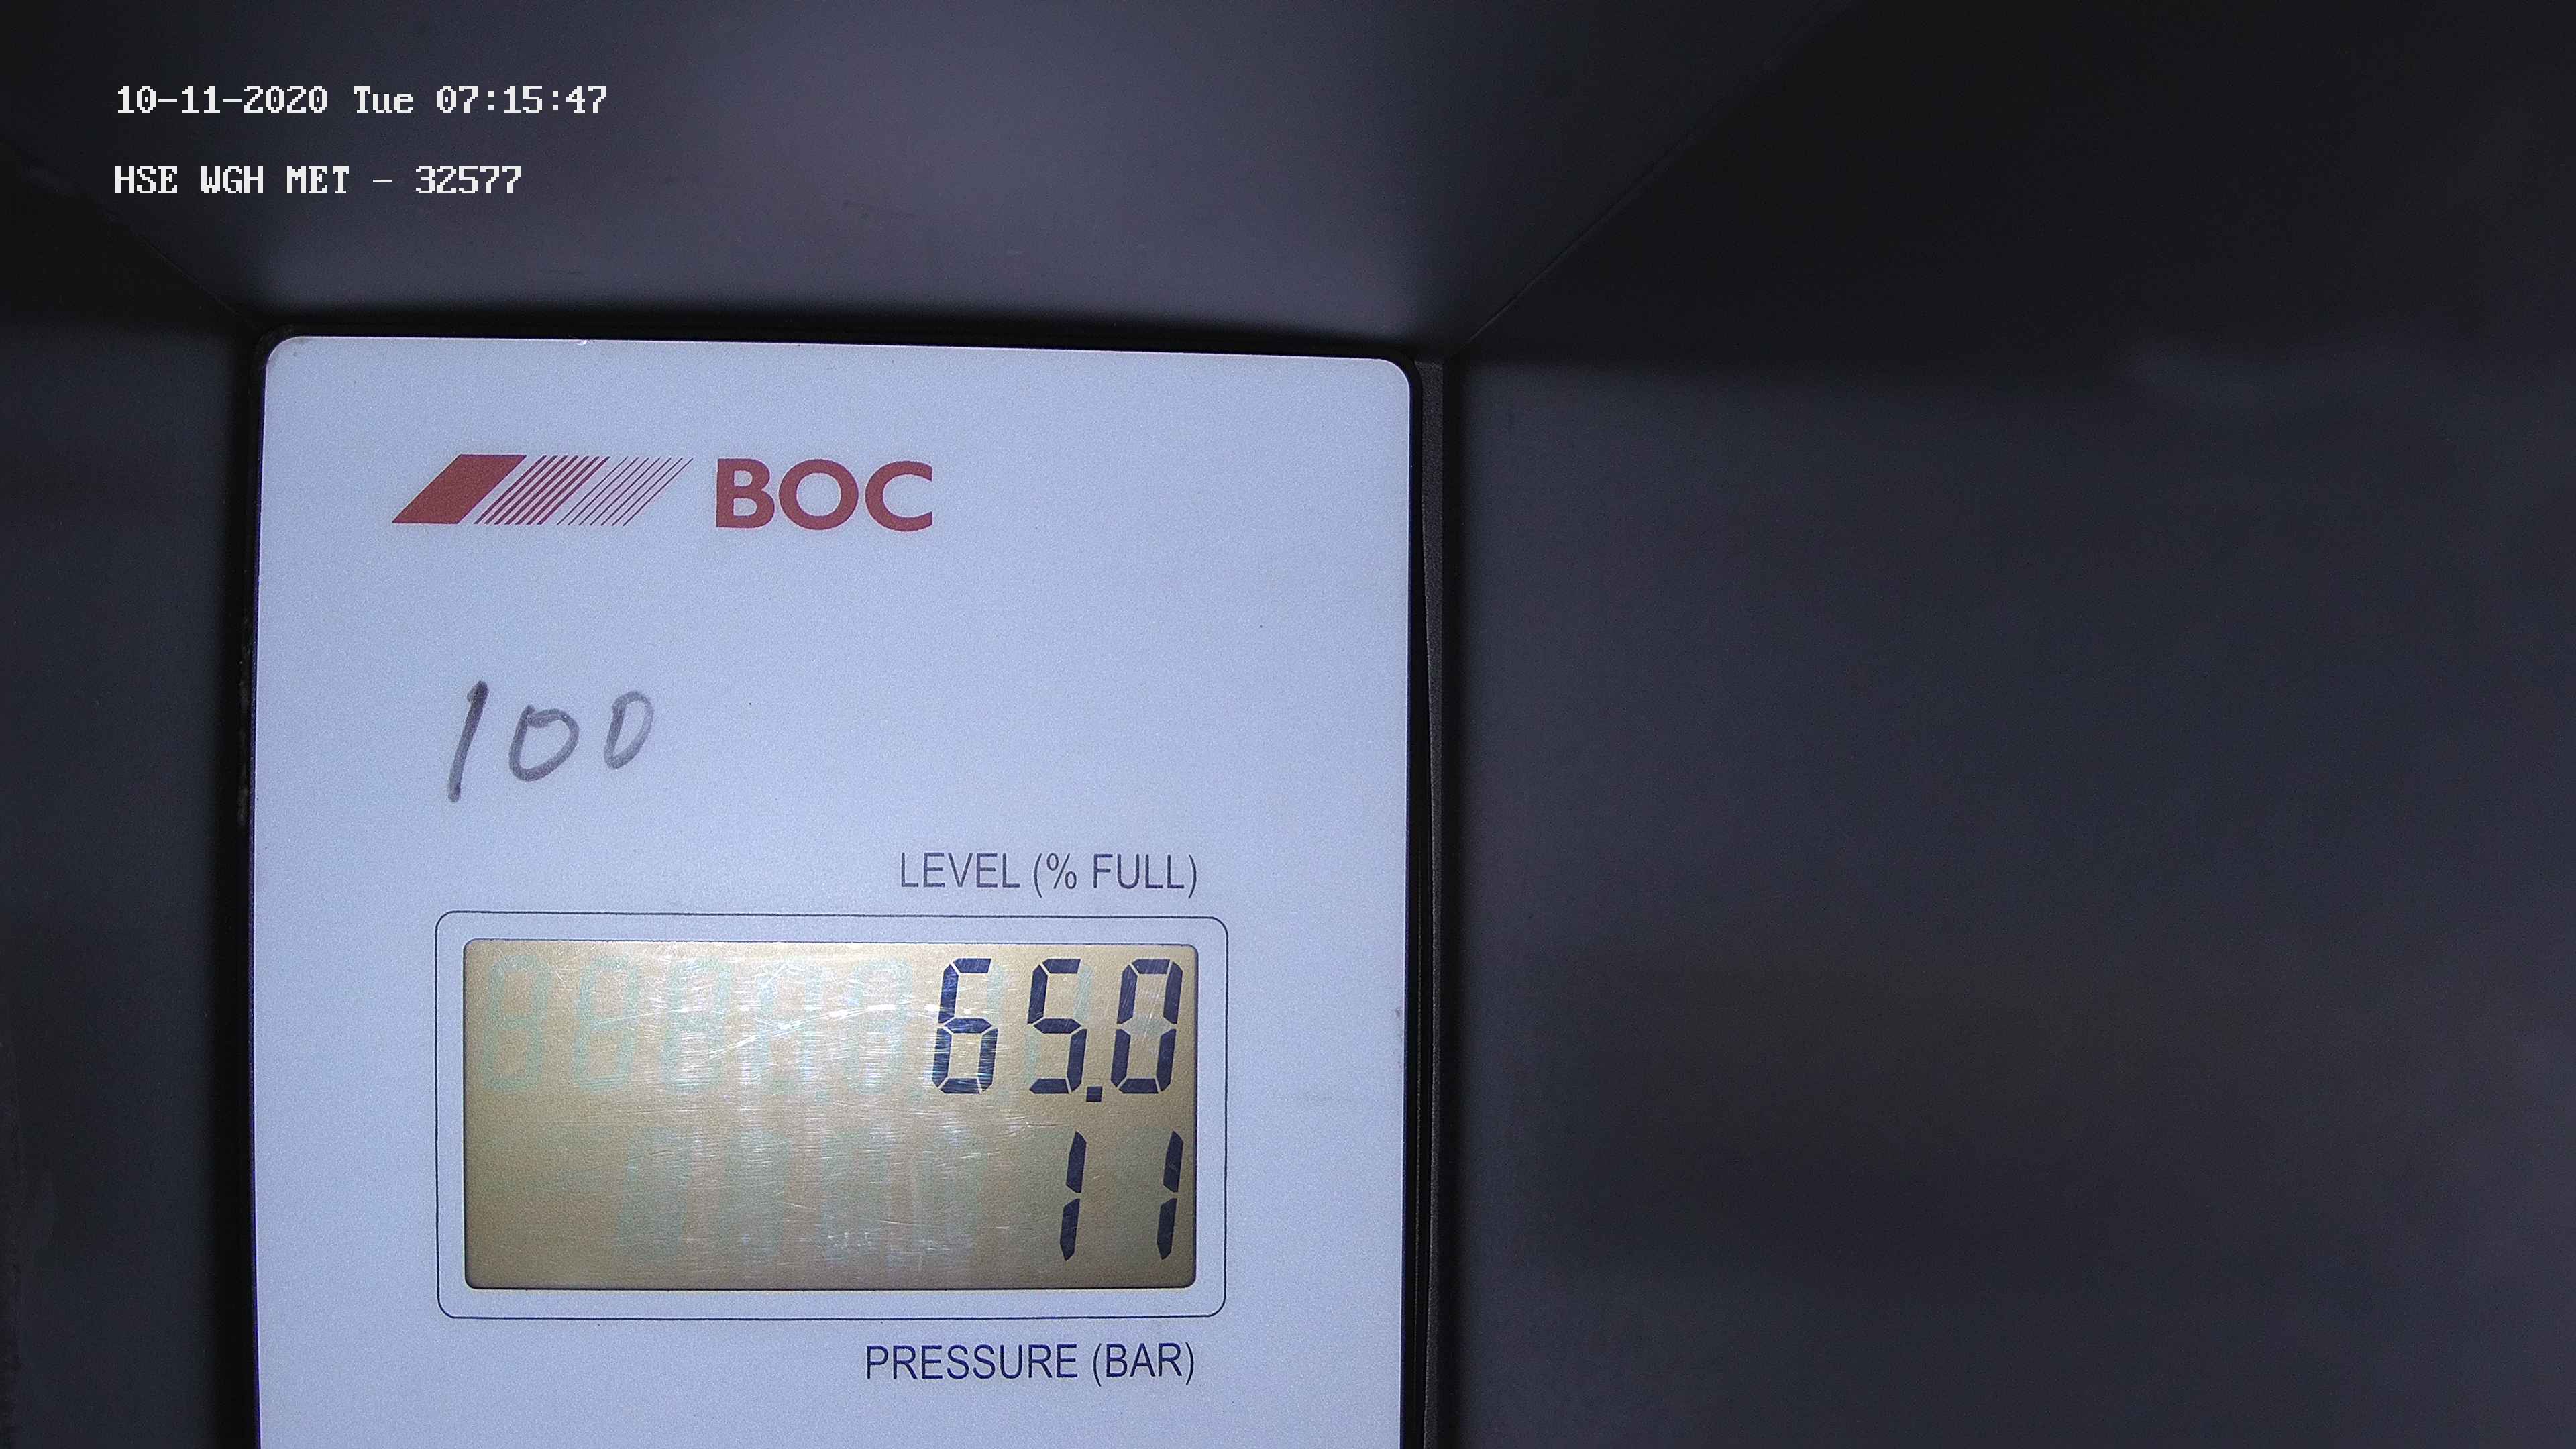 10-11-2020 Tue 07:15:47
HSE WGH MET - 32577
BOC
100
LEVEL (% FULL)
65.0
11
PRESSURE (BAR)